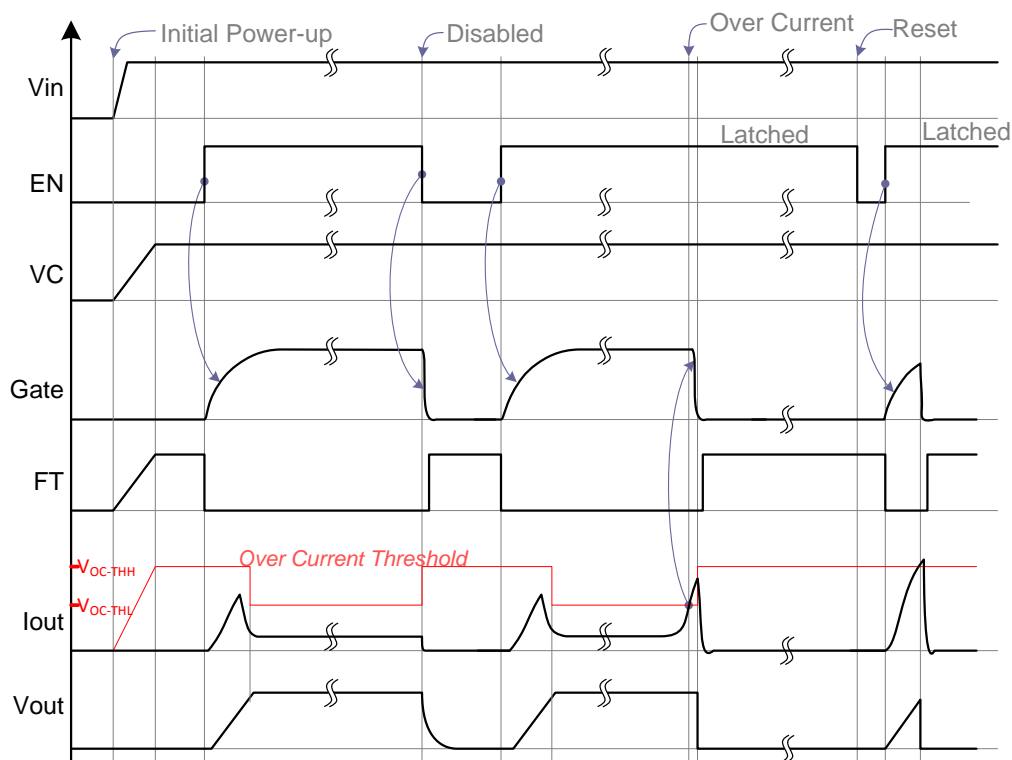 Initial Power-up
Disabled
Over Current
Reset
Vin
Latched
Latched
EN
VC
Gate
FT
Over Current Threshold
VOC-THH
VOC-THL
Iout
Vout